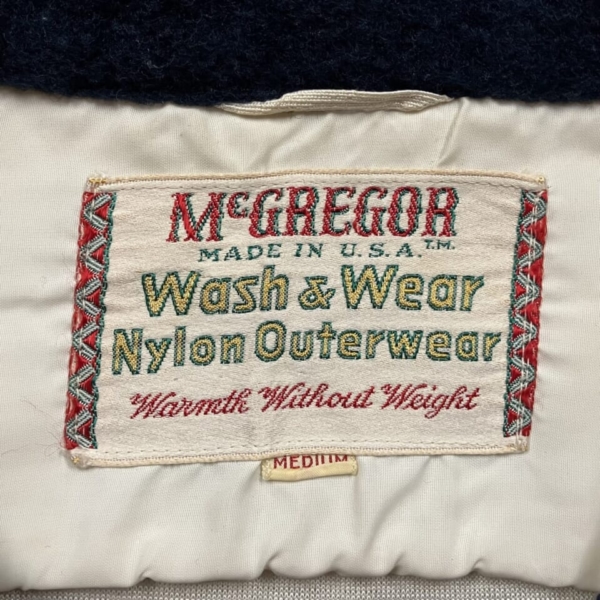 McGREGOR
MADE IN U.S.A. T.M.
Wash & Wear
Nylon Outerwear
Warmth Without Weight
MEDIUM